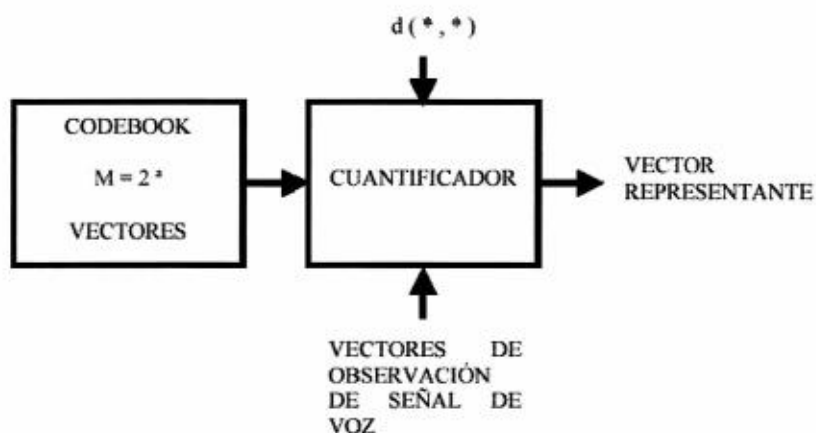 d ( * , * )
CODEBOOK
M = 2 ª
VECTORES
CUANTIFICADOR
VECTOR
REPRESENTANTE
VECTORES DE
OBSERVACIÓN
DE SEÑAL DE
VOZ